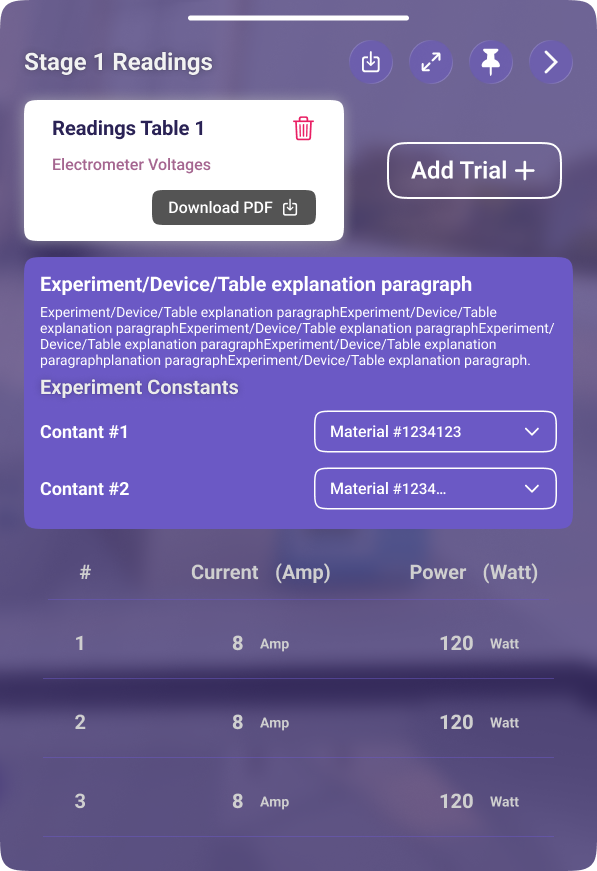 Stage 1 Readings
Readings Table 1
Electrometer Voltages
Download PDF
Add Trial +
Experiment/Device/Table explanation paragraph
Experiment/Device/Table explanation paragraphExperiment/Device/Table
explanation paragraphExperiment/Device/Table explanation paragraphExperiment/
Device/Table explanation paragraphExperiment/Device/Table explanation
paragraphplanation paragraphExperiment/Device/Table explanation paragraph.
Experiment Constants
Contant #1 Material #1234123
Contant #2 Material #1234...
# Current (Amp) Power (Watt)
1 8 Amp 120 Watt
2 8 Amp 120 Watt
3 8 Amp 120 Watt